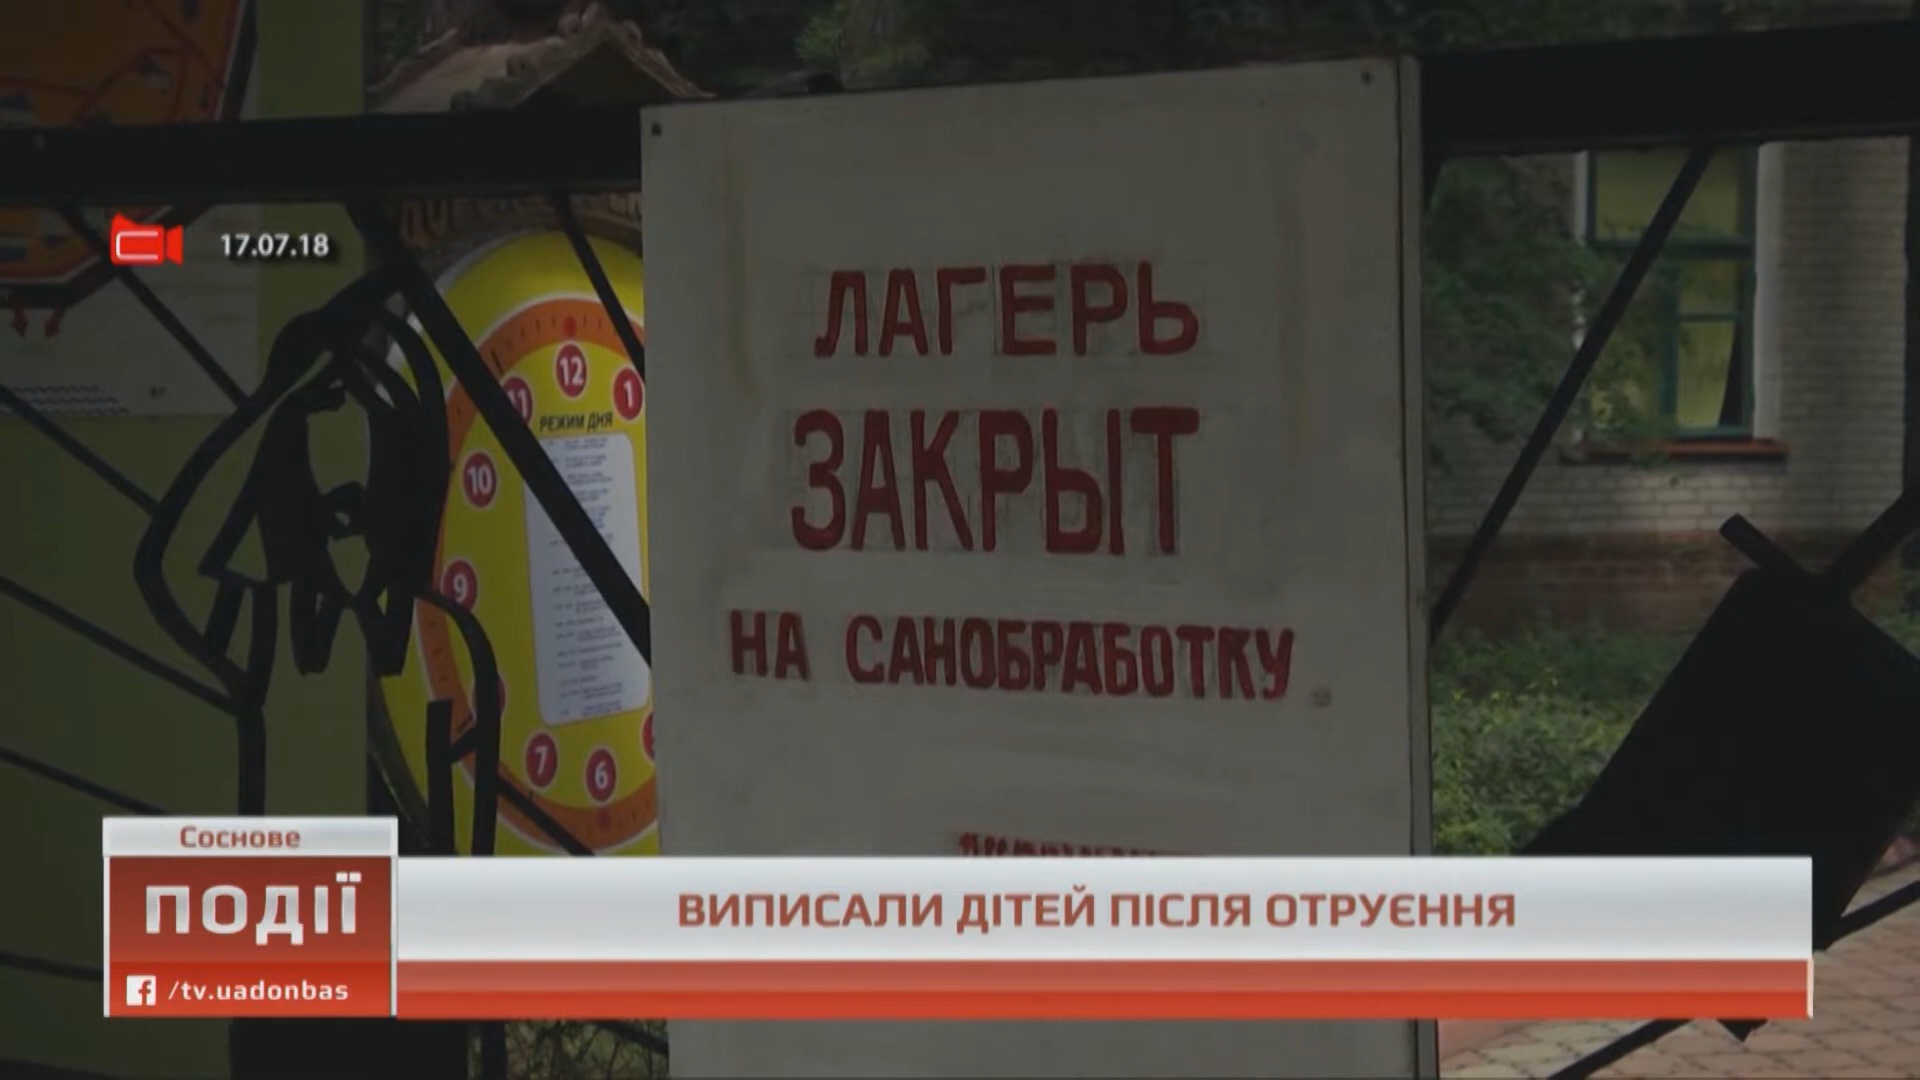 17.07.18
ЛАГЕРЬ
ЗАКРЫТ
НА САНОБРАБОТКУ
12
11
1
РЕЖИМ ДНЯ
10
9
7
6
Соснове
ПОДІЇ
/tv.uadonbas
ВИПИСАЛИ ДІТЕЙ ПІСЛЯ ОТРУЄННЯ